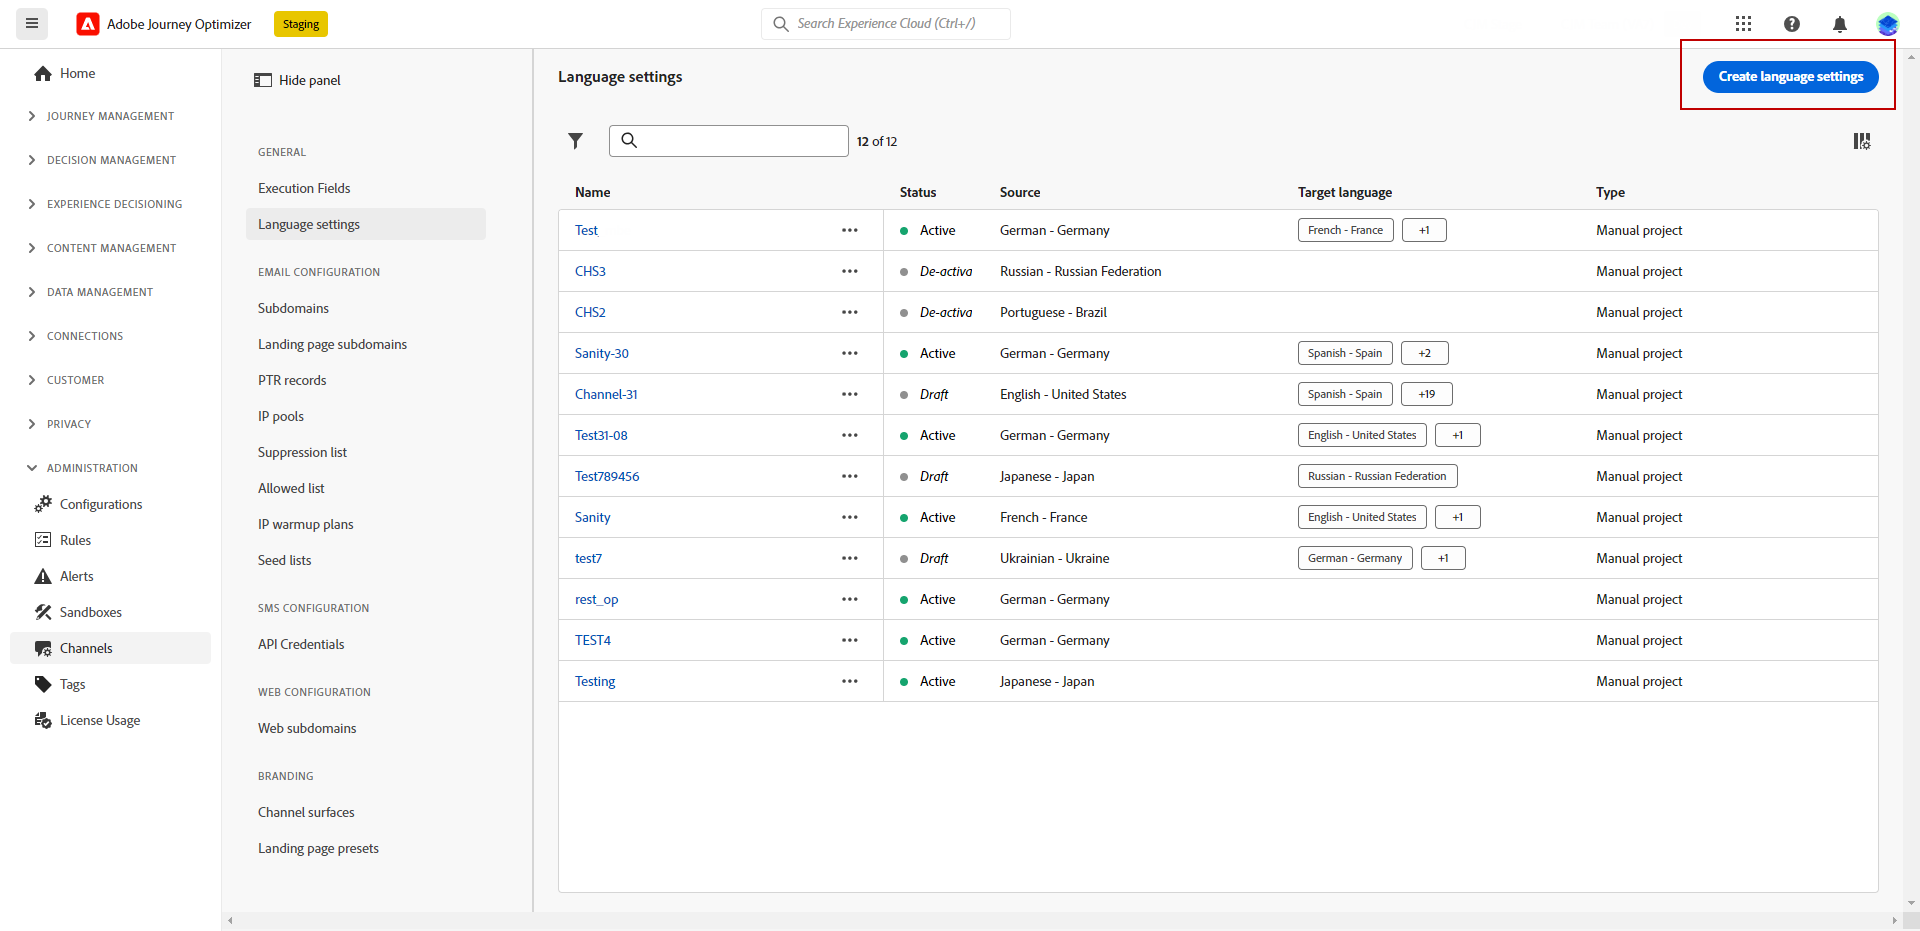 Adobe Journey Optimizer Staging Search Experience Cloud (Ctrl+/)
Home
JOURNEY MANAGEMENT
DECISION MANAGEMENT
EXPERIENCE DECISIONING
CONTENT MANAGEMENT
DATA MANAGEMENT
CONNECTIONS
CUSTOMER
PRIVACY
ADMINISTRATION
Configurations
Rules
Alerts
Sandboxes
Channels
Tags
License Usage
Hide panel
GENERAL
Execution Fields
Language settings
EMAIL CONFIGURATION
Subdomains
Landing page subdomains
PTR records
IP pools
Suppression list
Allowed list
IP warmup plans
Seed lists
SMS CONFIGURATION
API Credentials
WEB CONFIGURATION
Web subdomains
BRANDING
Channel surfaces
Landing page presets
Language settings Create language settings
12 of 12
Name Status Source Target language Type
Test Active German - Germany French - France +1 Manual project
CHS3 De-activa Russian - Russian Federation Manual project
CHS2 De-activa Portuguese - Brazil Manual project
Sanity-30 Active German - Germany Spanish - Spain +2 Manual project
Channel-31 Draft English - United States Spanish - Spain +19 Manual project
Test31-08 Active German - Germany English - United States +1 Manual project
Test789456 Draft Japanese - Japan Russian - Russian Federation Manual project
Sanity Active French - France English - United States +1 Manual project
test7 Draft Ukrainian - Ukraine German - Germany +1 Manual project
rest_op Active German - Germany Manual project
TEST4 Active German - Germany Manual project
Testing Active Japanese - Japan Manual project